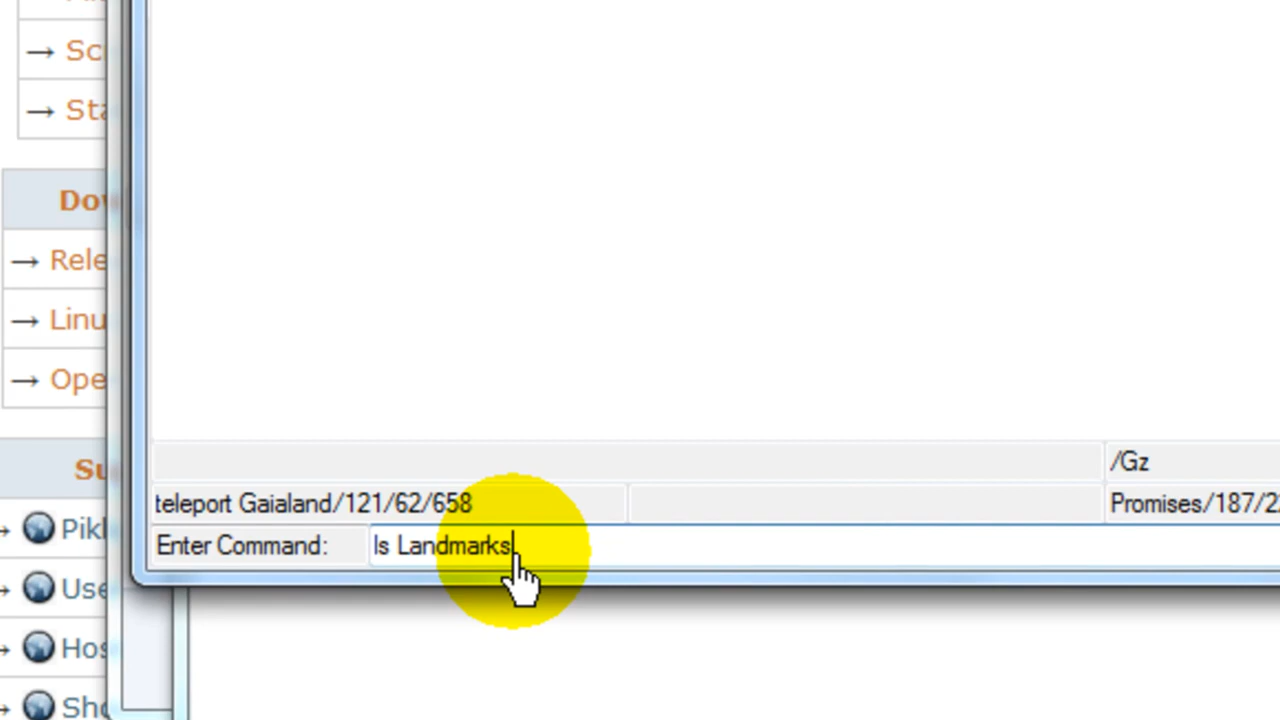 → Sc
→ Sta
Dov
→ Rele
→ Linu
→ Ope
Su
Pikl
Use
Hos
Sho
/Gz
teleport Gaialand/121/62/658
Promises/187/2
Enter Command: ls Landmarks